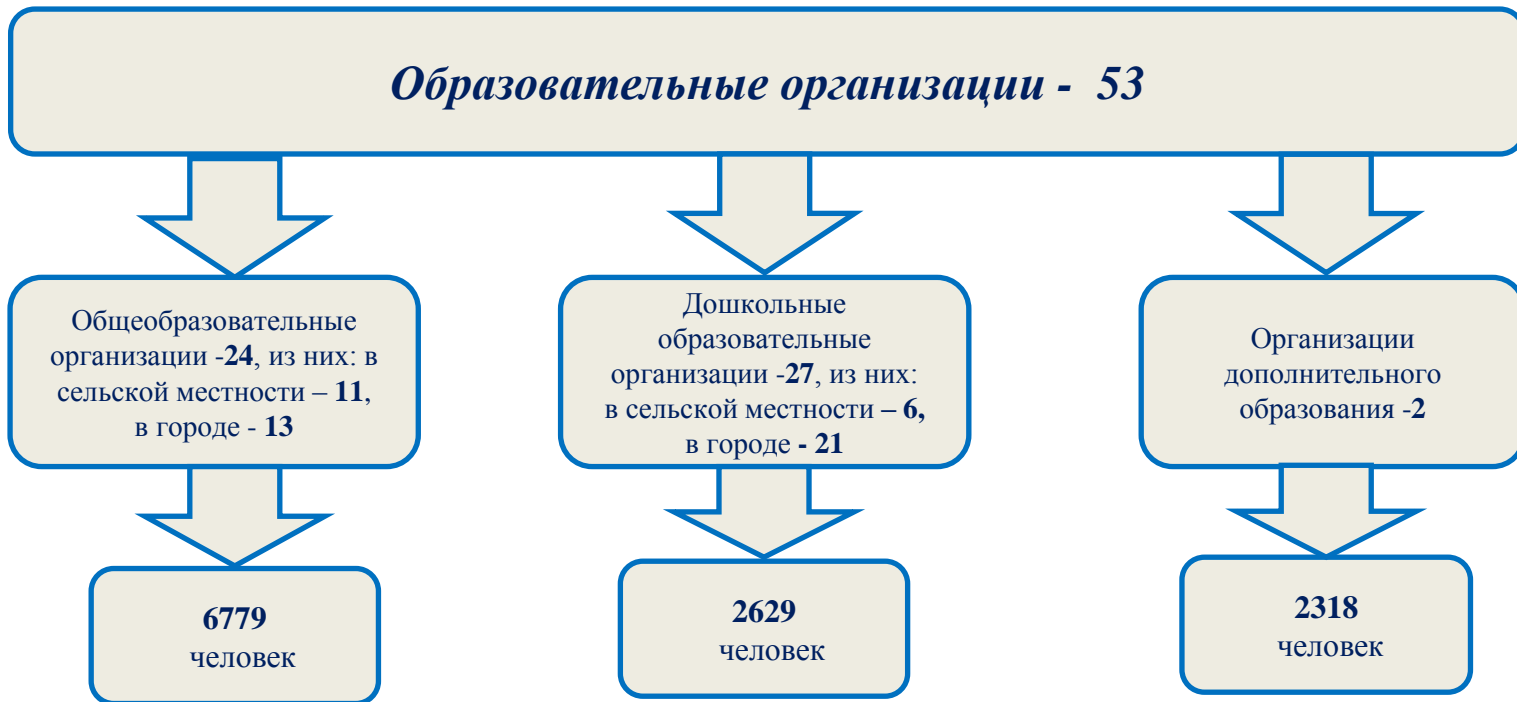 Образовательные организации - 53
Общеобразовательные
организации -24, из них: в
сельской местности – 11,
в городе - 13
Дошкольные
образовательные
организации -27, из них:
в сельской местности – 6,
в городе - 21
Организации
дополнительного
образования -2
6779
человек
2629
человек
2318
человек